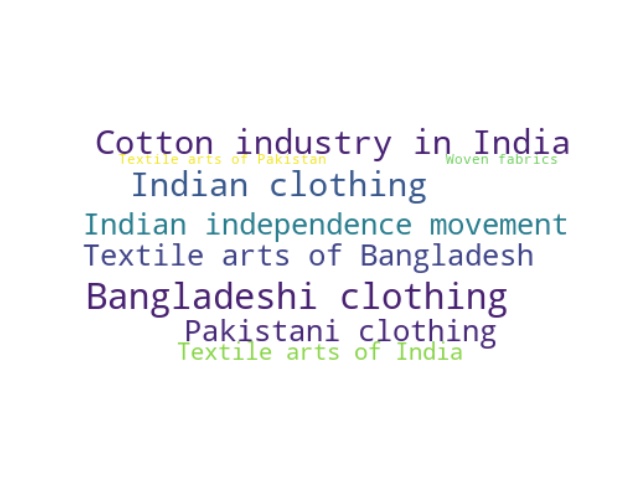 Cotton industry in India
Textile arts of Pakistan Woven fabrics
Indian clothing
Indian independence movement
Textile arts of Bangladesh
Bangladeshi clothing
Pakistani clothing
Textile arts of India